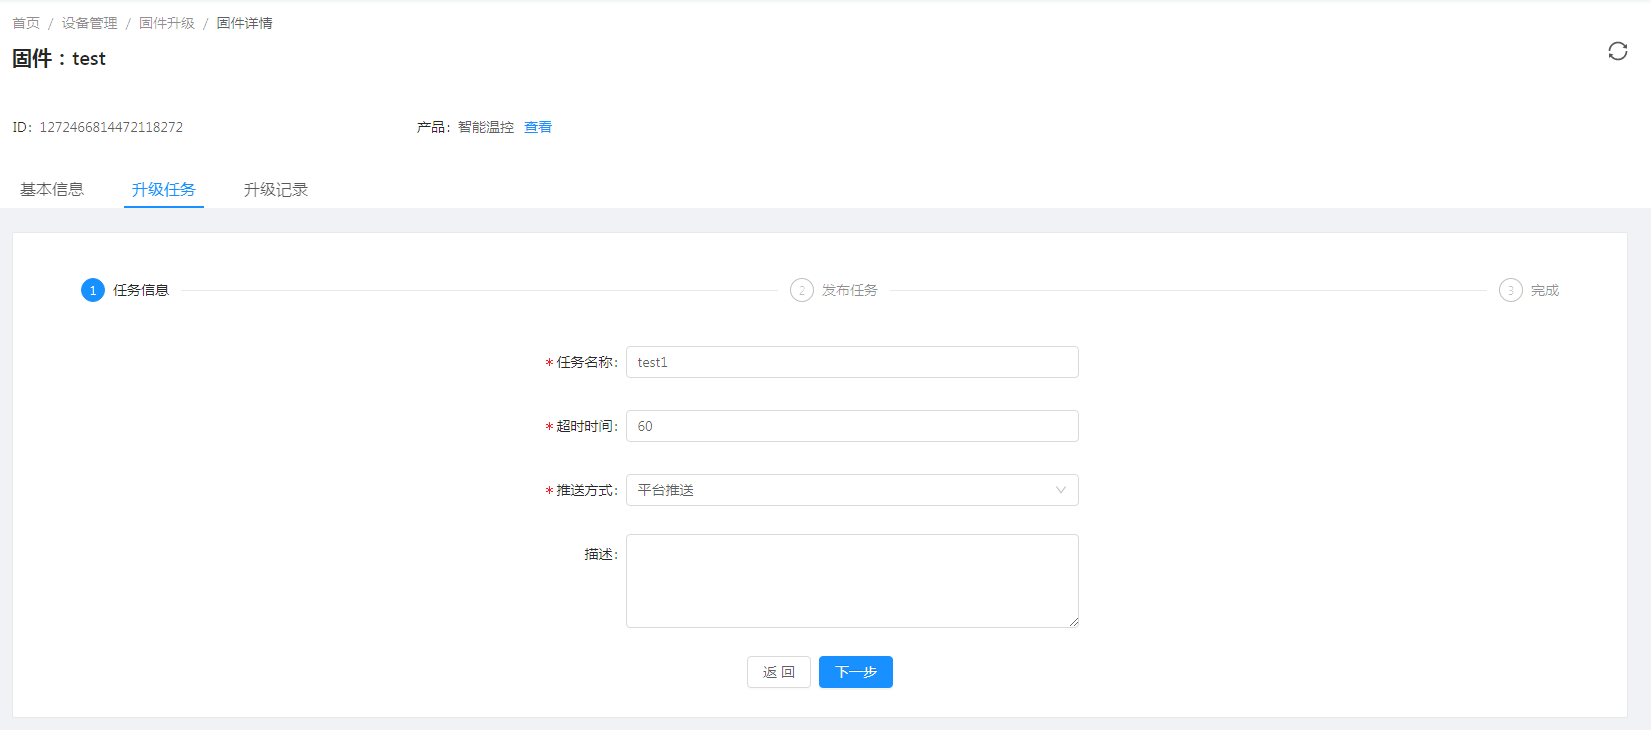 首页 / 设备管理 / 固件升级 / 固件详情
固件：test
ID：1272466814472118272 产品：智能温控 查看
基本信息 升级任务 升级记录
1 任务信息 2 发布任务 3 完成
* 任务名称： test1
* 超时时间： 60
* 推送方式： 平台推送
描述：
返 回 下一步